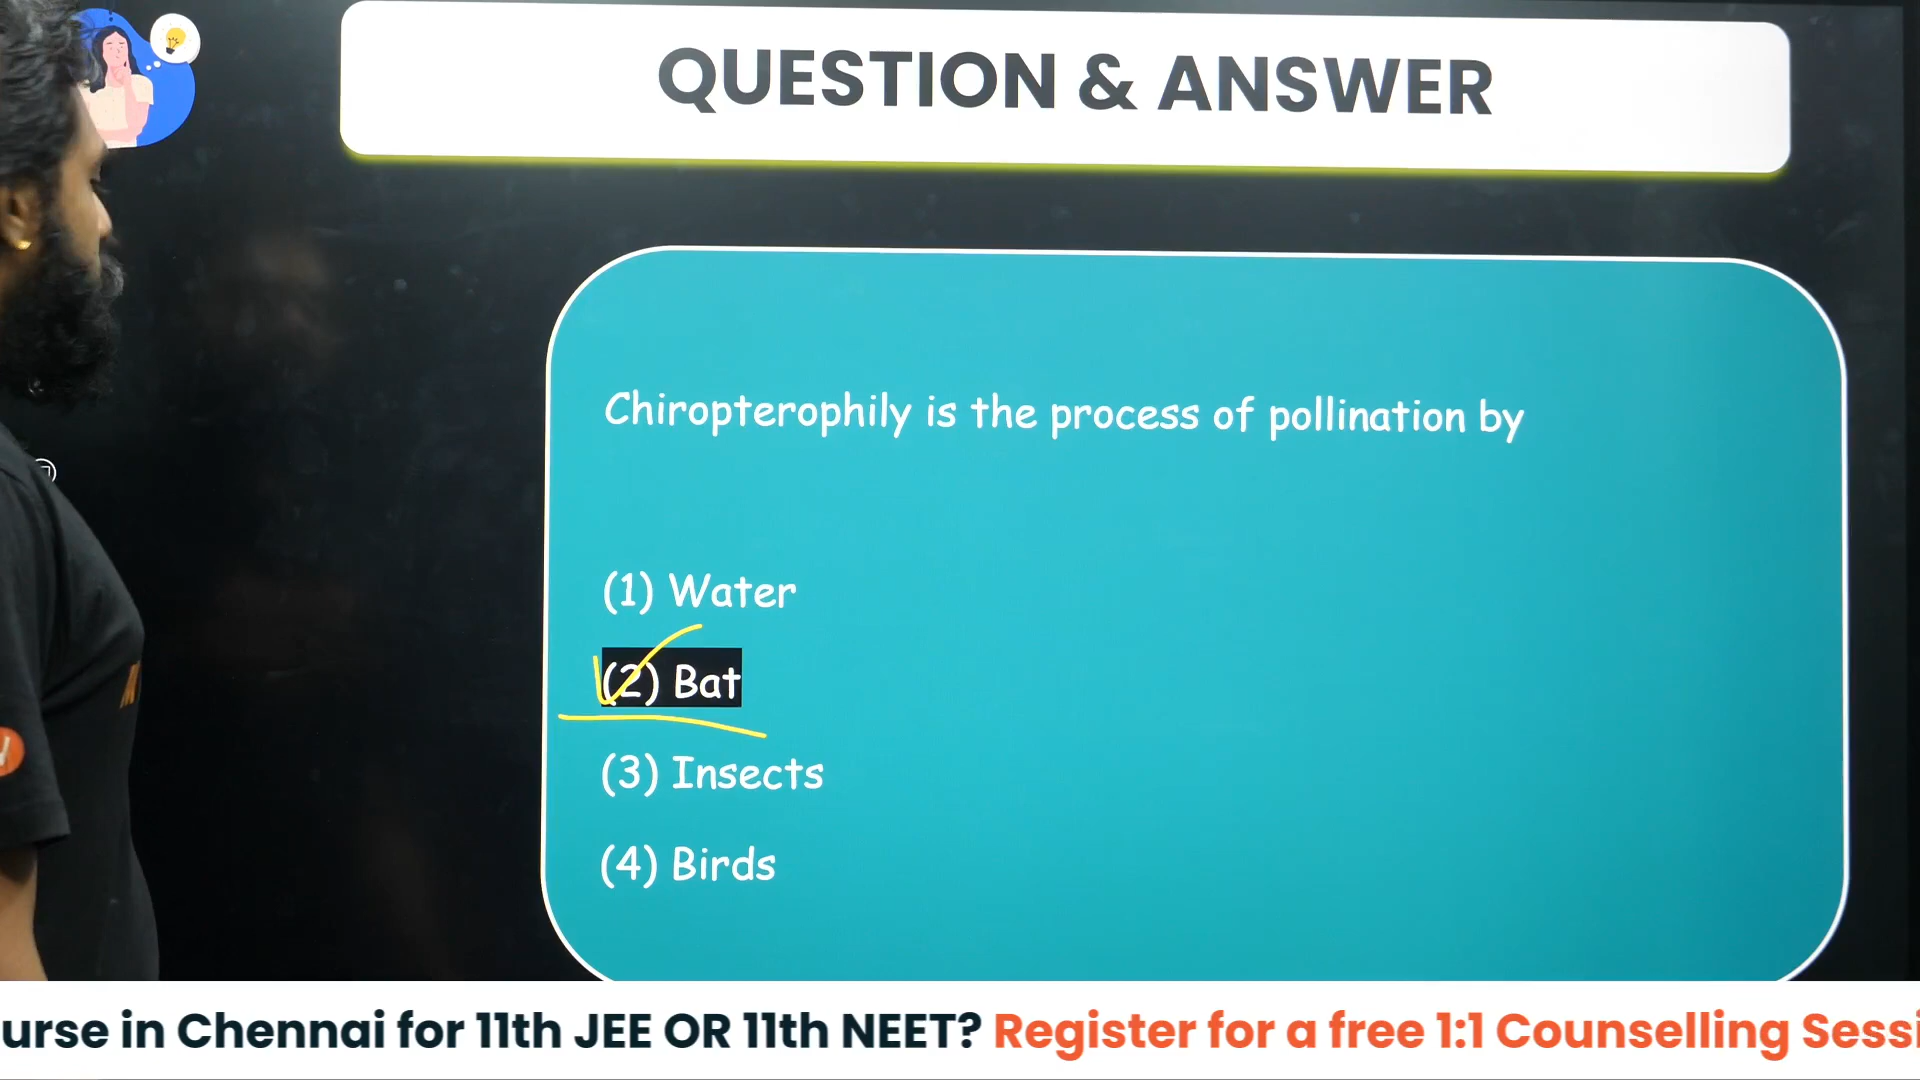 QUESTION & ANSWER
Chiropterophily is the process of pollination by
(1) Water
(2) Bat
(3) Insects
(4) Birds
urse in Chennai for 11th JEE OR 11th NEET? Register for a free 1:1 Counselling Sessi